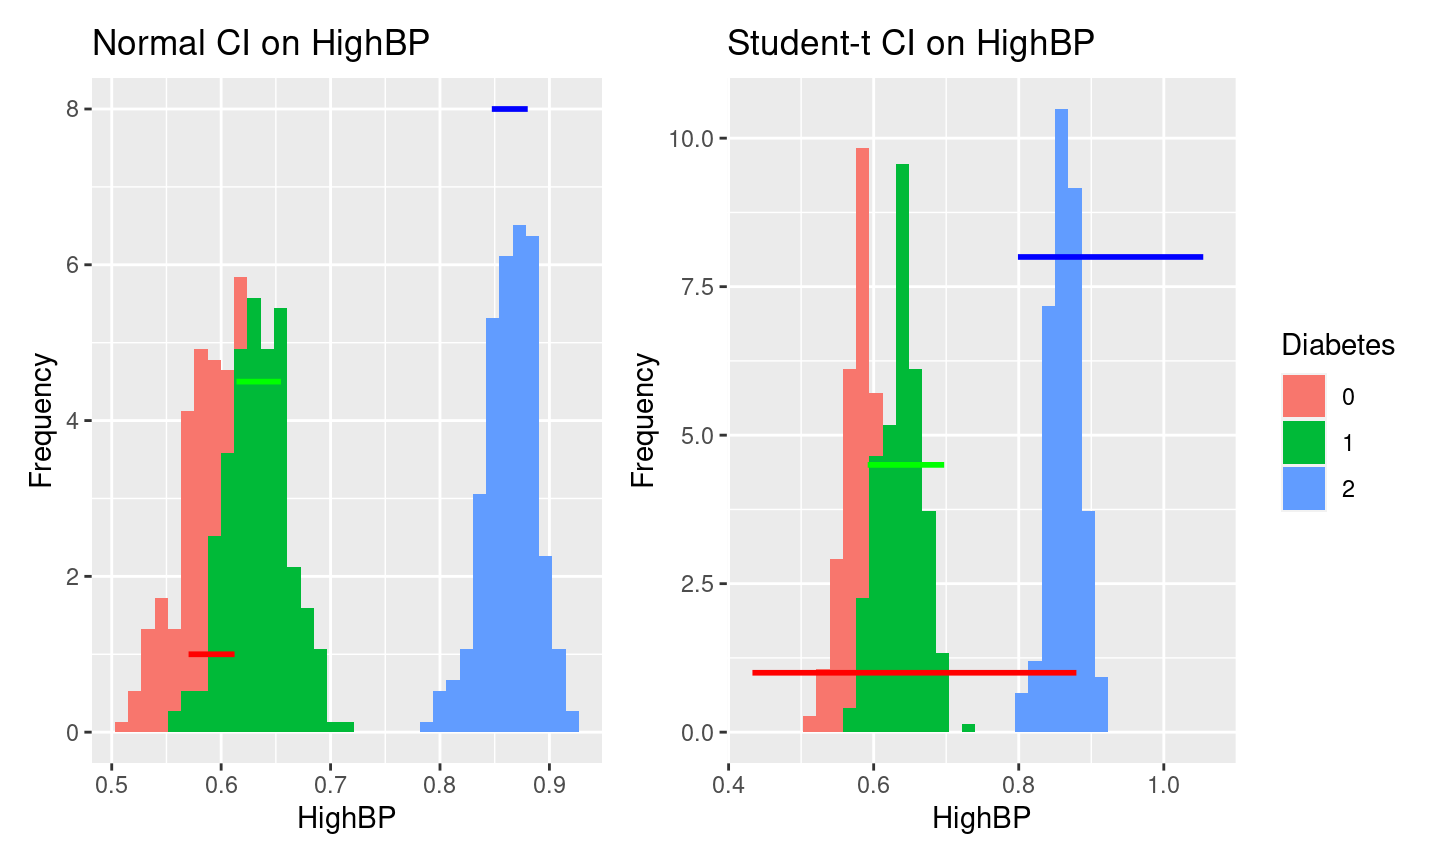 Normal CI on HighBP
8
6
4
2
0
Frequency
0.5 0.6 0.7 0.8 0.9
HighBP
Student-t CI on HighBP
10.0
7.5
5.0
2.5
0.0
Frequency
0.4 0.6 0.8 1.0
HighBP
Diabetes
0
1
2